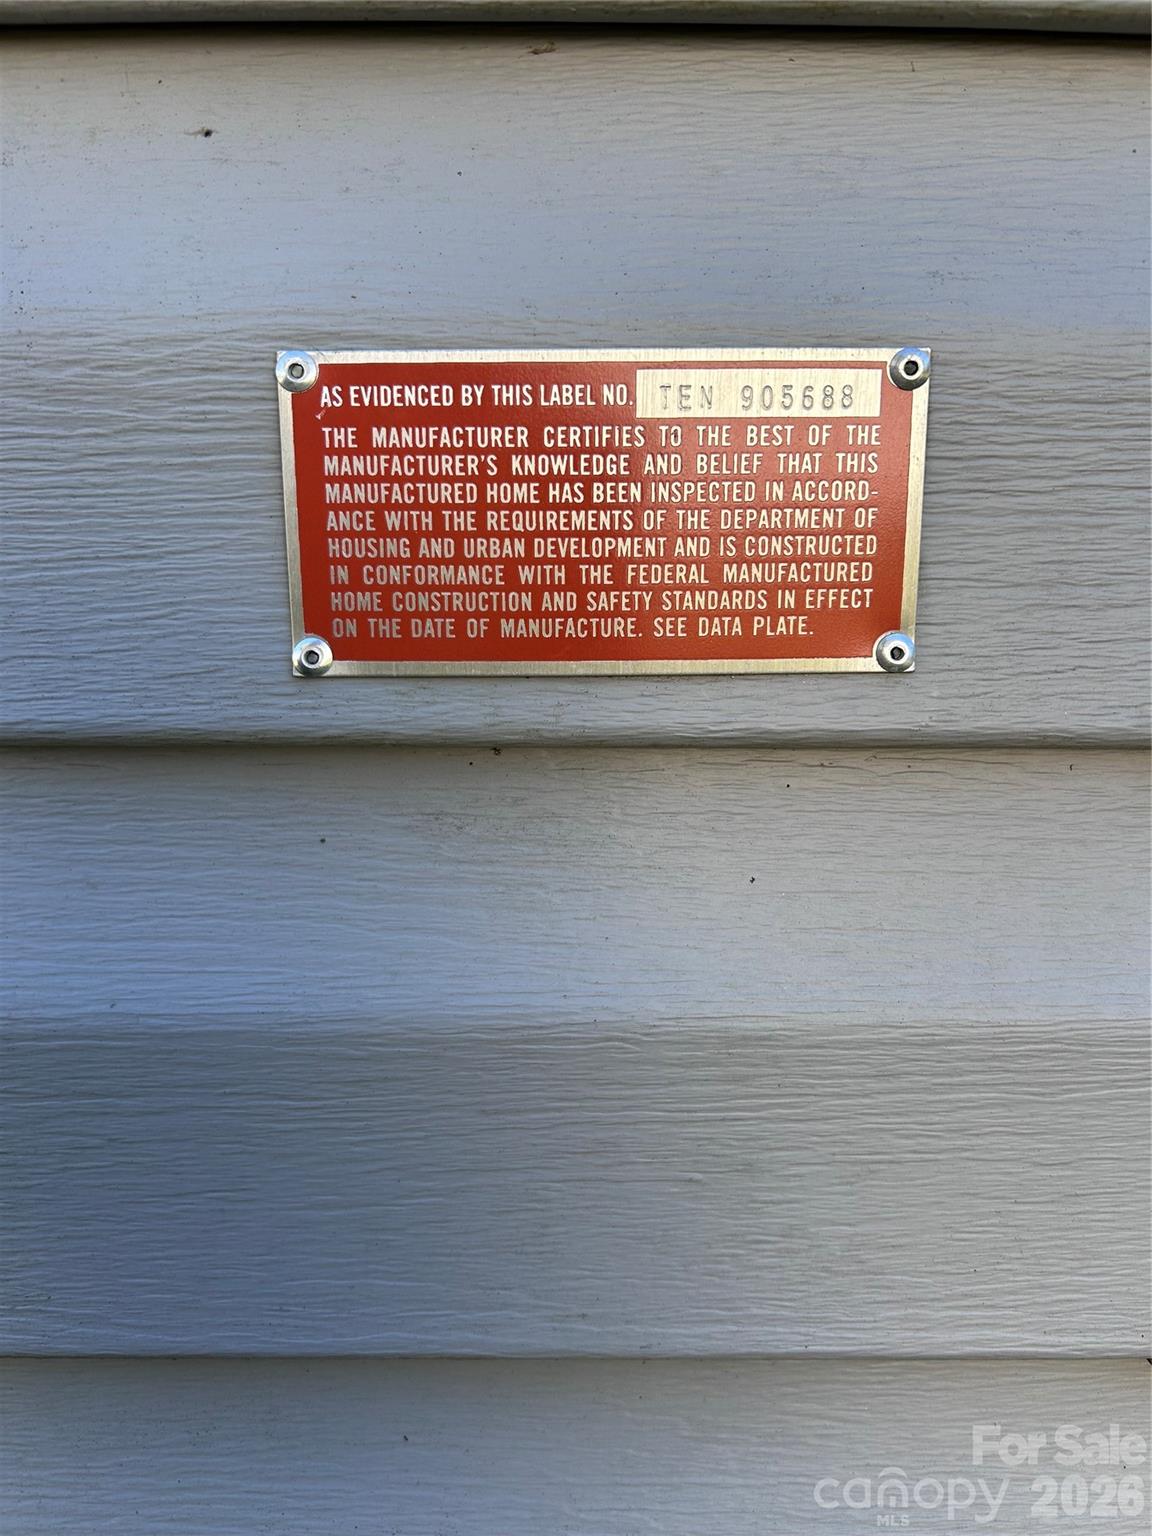 AS EVIDENCED BY THIS LABEL NO. TEN 905688
THE MANUFACTURER CERTIFIES TO THE BEST OF THE
MANUFACTURER'S KNOWLEDGE AND BELIEF THAT THIS
MANUFACTURED HOME HAS BEEN INSPECTED IN ACCORD-
ANCE WITH THE REQUIREMENTS OF THE DEPARTMENT OF
HOUSING AND URBAN DEVELOPMENT AND IS CONSTRUCTED
IN CONFORMANCE WITH THE FEDERAL MANUFACTURED
HOME CONSTRUCTION AND SAFETY STANDARDS IN EFFECT
ON THE DATE OF MANUFACTURE. SEE DATA PLATE.
For Sale
canopy 2026
MLS